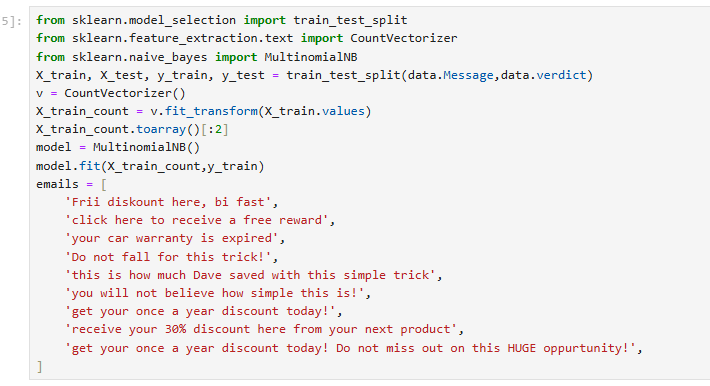 5]:
from sklearn.model_selection import train_test_split
from sklearn.feature_extraction.text import CountVectorizer
from sklearn.naive_bayes import MultinomialNB
X_train, X_test, y_train, y_test = train_test_split(data.Message,data.verdict)
v = CountVectorizer()
X_train_count = v.fit_transform(X_train.values)
X_train_count.toarray()[:2]
model = MultinomialNB()
model.fit(X_train_count,y_train)
emails = [
    'Frii diskount here, bi fast',
    'click here to receive a free reward',
    'your car warranty is expired',
    'Do not fall for this trick!',
    'this is how much Dave saved with this simple trick',
    'you will not believe how simple this is!',
    'get your once a year discount today!',
    'receive your 30% discount here from your next product',
    'get your once a year discount today! Do not miss out on this HUGE oppurtunity!',
]